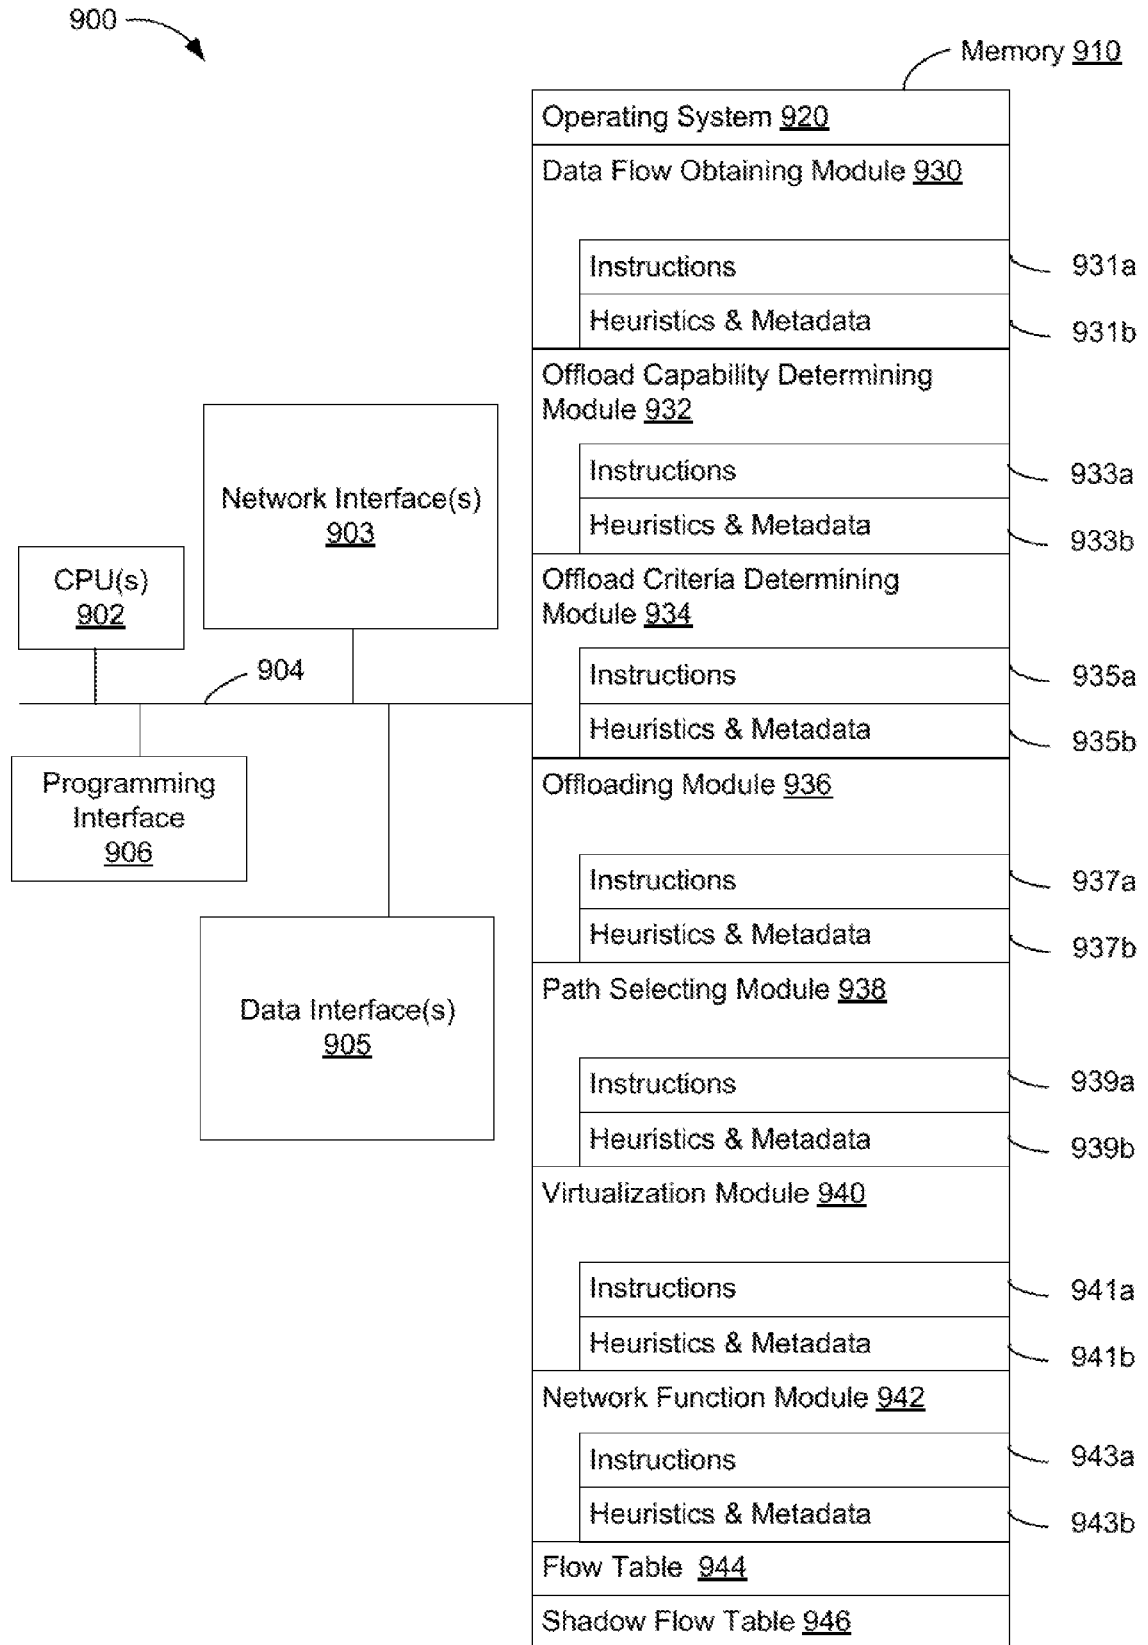 900
Memory 910
Operating System 920
Data Flow Obtaining Module 930
Instructions
931a
Heuristics & Metadata
931b
Offload Capability Determining
Module 932
Instructions
933a
Heuristics & Metadata
933b
Network Interface(s)
903
CPU(s)
902
Offload Criteria Determining
Module 934
904
Instructions
935a
Heuristics & Metadata
935b
Programming
Interface
906
Offloading Module 936
Instructions
937a
Heuristics & Metadata
937b
Data Interface(s)
905
Path Selecting Module 938
Instructions
939a
Heuristics & Metadata
939b
Virtualization Module 940
Instructions
941a
Heuristics & Metadata
941b
Network Function Module 942
Instructions
943a
Heuristics & Metadata
943b
Flow Table 944
Shadow Flow Table 946